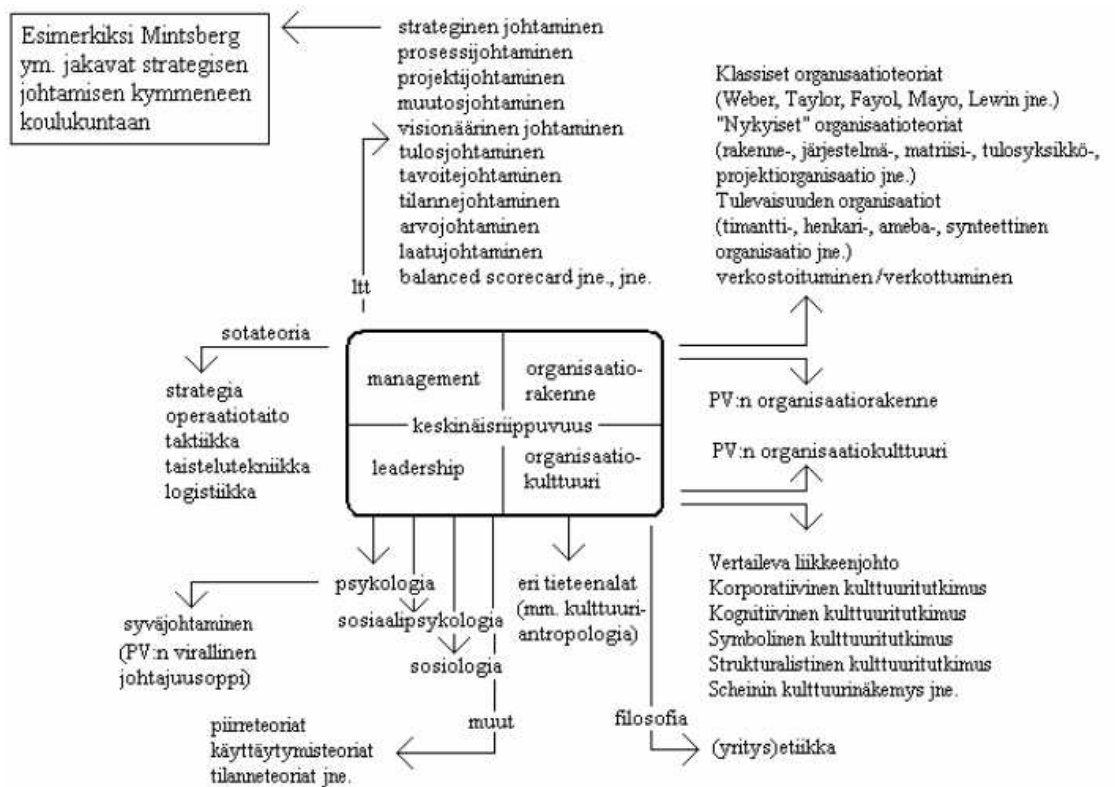 Esimerkiksi Mintsberg
ym. jakavat strategisen
johtamisen kymmeneen
koulukuntaan
strateginen johtaminen
prosessijohtaminen
projektijohtaminen
muutosjohtaminen
visionäärinen johtaminen
tulosjohtaminen
tavoitejohtaminen
tilannejohtaminen
arvojohtaminen
laatujohtaminen
balanced scorecard jne., jne.
ltt
Klassiset organisaatioteoriat
(Weber, Taylor, Fayol, Mayo, Lewin jne.)
"Nykyiset" organisaatioteoriat
(rakenne-, järjestelmä-, matriisi-, tulosyksikkö-,
projektiorganisaatio jne.)
Tulevaisuuden organisaatiot
(timantti-, henkari-, ameba-, synteettinen
organisaatio jne.)
verkostoituminen/verkottuminen
sotateoria
strategia
operaatiotaito
taktiikka
taistelutekniikka
logistiikka
management
organisaatio-
rakenne
keskinäisriippuvuus
leadership
organisaatio-
kulttuuri
PV:n organisaatiorakenne
PV:n organisaatiokulttuuri
Vertaileva liikkeenjohto
Korporatiivinen kulttuuritutkimus
Kognitiivinen kulttuuritutkimus
Symbolinen kulttuuritutkimus
Strukturalistinen kulttuuritutkimus
Scheinin kulttuurinäkemys jne.
psykologia
sosiaalipsykologia
sosiologia
eri tieteenalat
(mm. kulttuuri-
antropologia)
syväjohtaminen
(PV:n virallinen
johtajuusoppi)
muut
piirreteoriat
käyttäytymisteoriat
tilanneteoriat jne.
filosofia
(yritys)etiikka